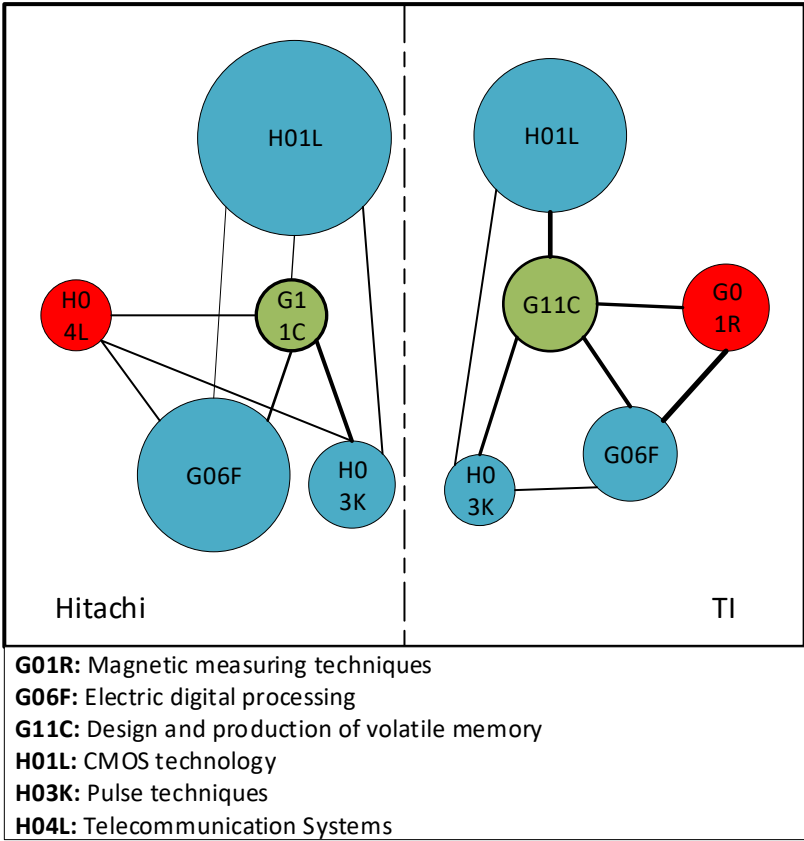 H01L
H01L
H0
4L
G1
1C
G11C
G0
1R
G06F
H0
3K
H0
3K
G06F
Hitachi
TI
G01R: Magnetic measuring techniques
G06F: Electric digital processing
G11C: Design and production of volatile memory
H01L: CMOS technology
H03K: Pulse techniques
H04L: Telecommunication Systems